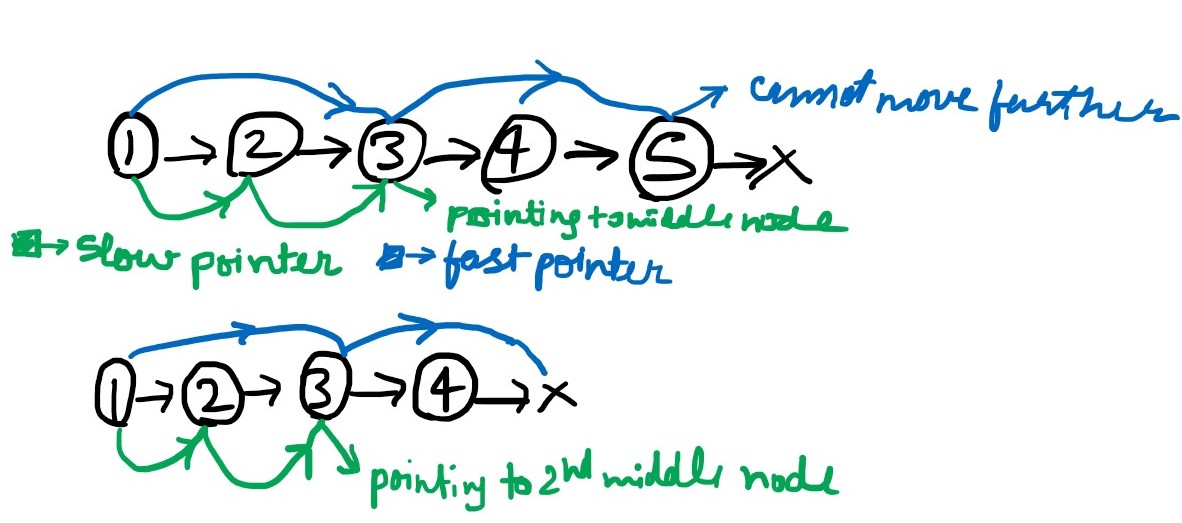 cannot move further
1 → 2 → 3 → 4 → 5 → X
pointing to middle node
→ slow pointer → fast pointer
1 → 2 → 3 → 4 → X
pointing to 2nd middle node